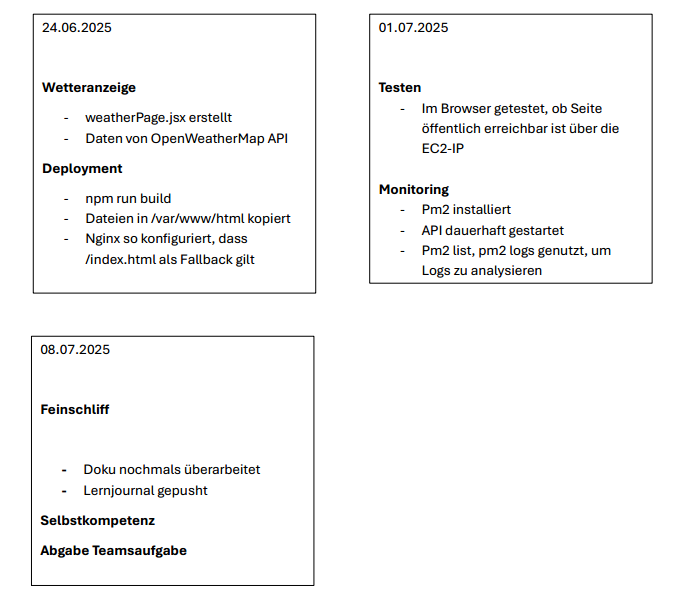 24.06.2025
Wetteranzeige
- weatherPage.jsx erstellt
- Daten von OpenWeatherMap API
Deployment
- npm run build
- Dateien in /var/www/html kopiert
- Nginx so konfiguriert, dass
/index.html als Fallback gilt
01.07.2025
Testen
- Im Browser getestet, ob Seite
öffentlich erreichbar ist über die
EC2-IP
Monitoring
- Pm2 installiert
- API dauerhaft gestartet
- Pm2 list, pm2 logs genutzt, um
Logs zu analysieren
08.07.2025
Feinschliff
- Doku nochmals überarbeitet
- Lernjournal gepusht
Selbstkompetenz
Abgabe Teamsaufgabe